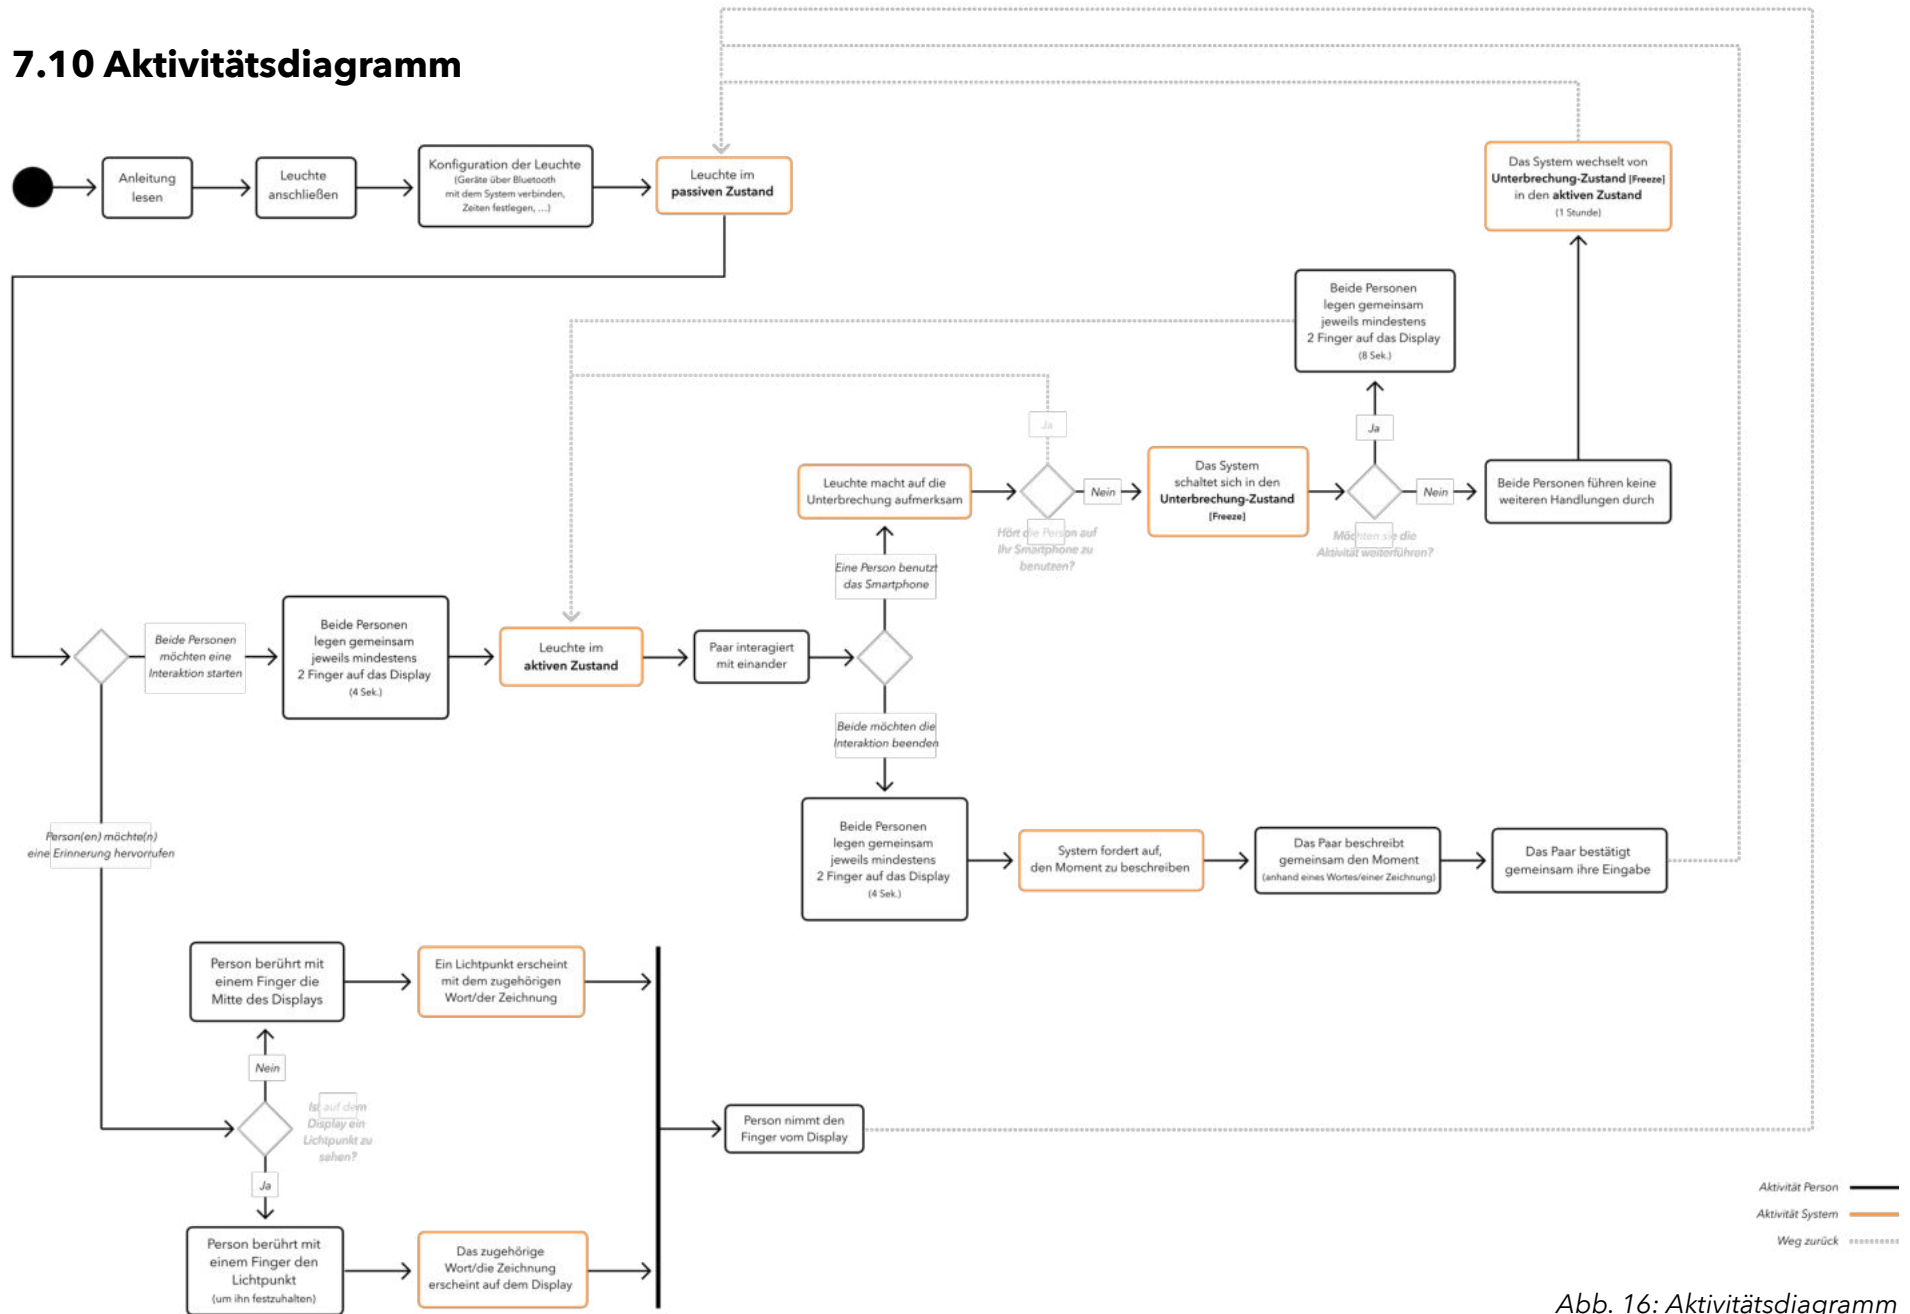 7.10 Aktivitätsdiagramm
Anleitung
lesen
Leuchte
anschließen
Konfiguration der Leuchte
(Geräte über Bluetooth
mit dem System verbinden,
Zeiten festlegen, ...)
Leuchte im
passiven Zustand
Das System wechselt von
Unterbrechung-Zustand [Freeze]
in den aktiven Zustand
(1 Stunde)
Beide Personen
legen gemeinsam
jeweils mindestens
2 Finger auf das Display
(8 Sek.)
Ja
Ja
Leuchte macht auf die
Unterbrechung aufmerksam
Nein
Hört die Person auf
Ihr Smartphone zu
benutzen?
Das System
schaltet sich in den
Unterbrechung-Zustand
[Freeze]
Nein
Möchten sie die
Aktivität weiterführen?
Beide Personen führen keine
weiteren Handlungen durch
Eine Person benutzt
das Smartphone
Beide Personen
möchten eine
Interaktion starten
Beide Personen
legen gemeinsam
jeweils mindestens
2 Finger auf das Display
(4 Sek.)
Leuchte im
aktiven Zustand
Paar interagiert
mit einander
Beide möchten die
Interaktion beenden
Beide Personen
legen gemeinsam
jeweils mindestens
2 Finger auf das Display
(4 Sek.)
System fordert auf,
den Moment zu beschreiben
Das Paar beschreibt
gemeinsam den Moment
(anhand eines Wortes/einer Zeichnung)
Das Paar bestätigt
gemeinsam ihre Eingabe
Person(en) möchte(n)
eine Erinnerung hervorrufen
Person berührt mit
einem Finger die
Mitte des Displays
Ein Lichtpunkt erscheint
mit dem zugehörigen
Wort/der Zeichnung
Nein
Ist auf dem
Display ein
Lichtpunkt zu
sehen?
Ja
Person nimmt den
Finger vom Display
Person berührt mit
einem Finger den
Lichtpunkt
(um ihn festzuhalten)
Das zugehörige
Wort/die Zeichnung
erscheint auf dem Display
Aktivität Person
Aktivität System
Weg zurück
Abb. 16: Aktivitätsdiagramm